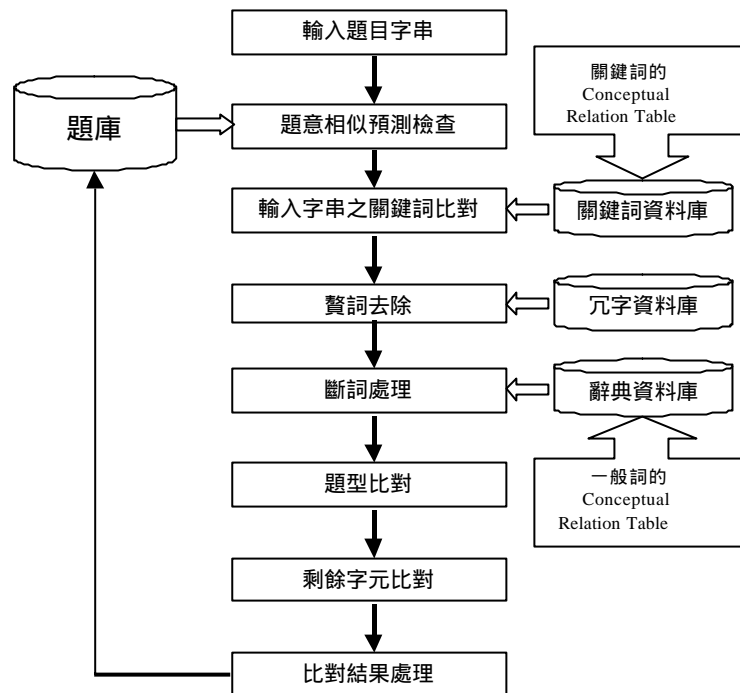 輸入題目字串
關鍵詞的
Conceptual
Relation Table
題庫
題意相似預測檢查
輸入字串之關鍵詞比對
關鍵詞資料庫
贅詞去除
冗字資料庫
斷詞處理
辭典資料庫
題型比對
一般詞的
Conceptual
Relation Table
剩餘字元比對
比對結果處理